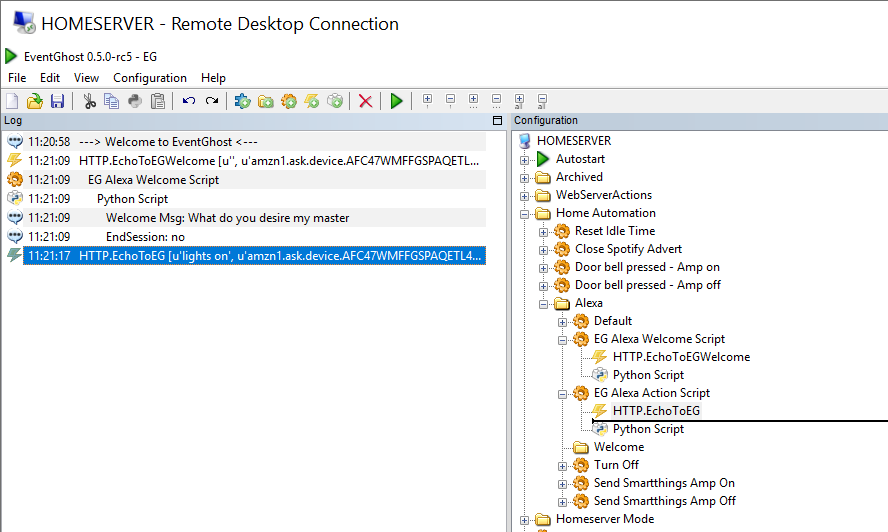 HOMESERVER - Remote Desktop Connection
EventGhost 0.5.0-rc5 - EG
File Edit View Configuration Help
Log
11:20:58 ---> Welcome to EventGhost <---
11:21:09 HTTP.EchoToEGWelcome [u'', u'amzn1.ask.device.AFC47WMFFGSPAQETL...
11:21:09 EG Alexa Welcome Script
11:21:09 Python Script
11:21:09 Welcome Msg: What do you desire my master
11:21:09 EndSession: no
11:21:17 HTTP.EchoToEG [u'lights on', u'amzn1.ask.device.AFC47WMFFGSPAQETL4...
Configuration
HOMESERVER
Autostart
Archived
WebServerActions
Home Automation
Reset Idle Time
Close Spotify Advert
Door bell pressed - Amp on
Door bell pressed - Amp off
Alexa
Default
EG Alexa Welcome Script
HTTP.EchoToEGWelcome
Python Script
EG Alexa Action Script
HTTP.EchoToEG
Python Script
Welcome
Turn Off
Send Smartthings Amp On
Send Smartthings Amp Off
Homeserver Mode